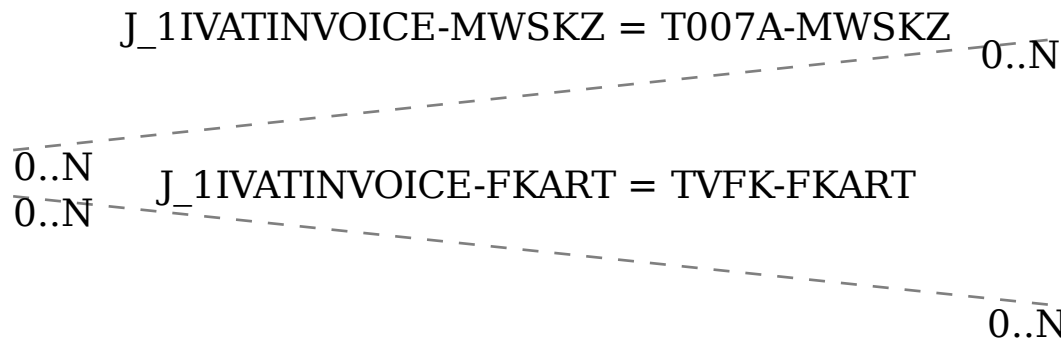 J_1IVATINVOICE-MWSKZ = T007A-MWSKZ
0..N
0..N
J_1IVATINVOICE-FKART = TVFK-FKART
0..N
0..N